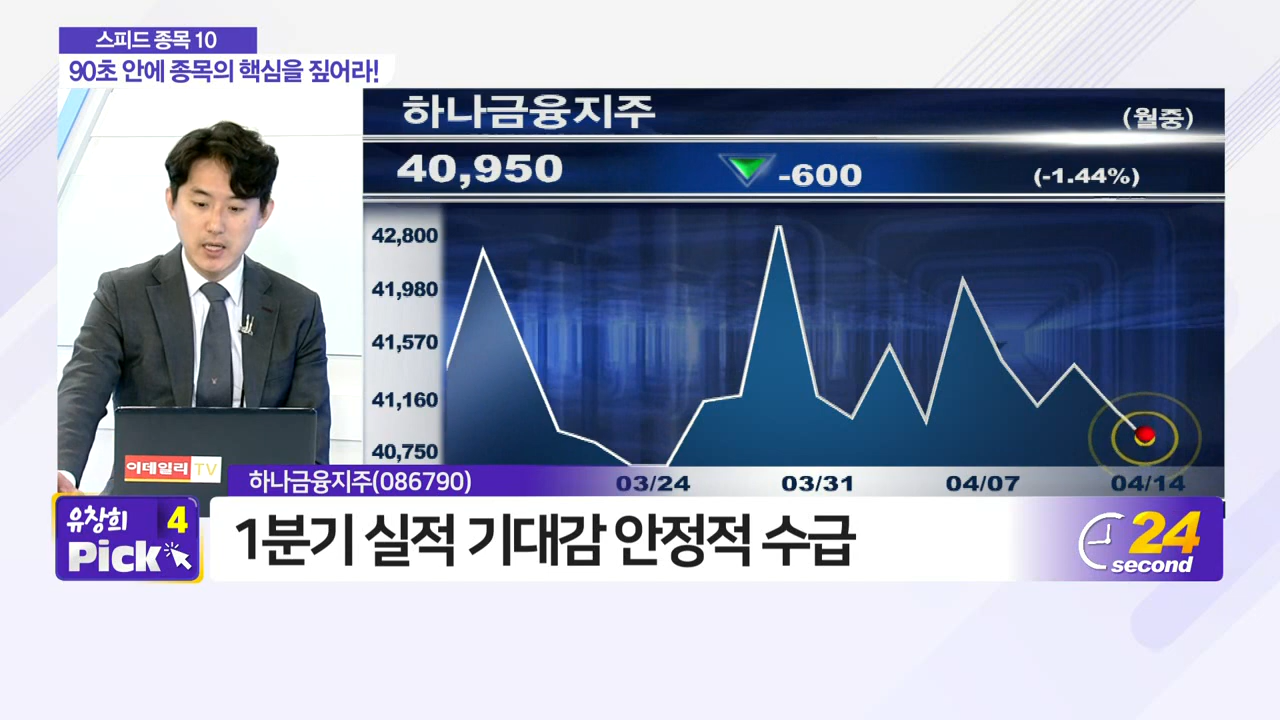 스피드 종목 10
90초 안에 종목의 핵심을 짚어라!
하나금융지주
(월중)
40,950
-600
(-1.44%)
42,800
41,980
41,570
41,160
40,750
03/24
03/31
04/07
04/14
이데일리 TV
하나금융지주(086790)
유창희 4
Pick
1분기 실적 기대감 안정적 수급
24
second